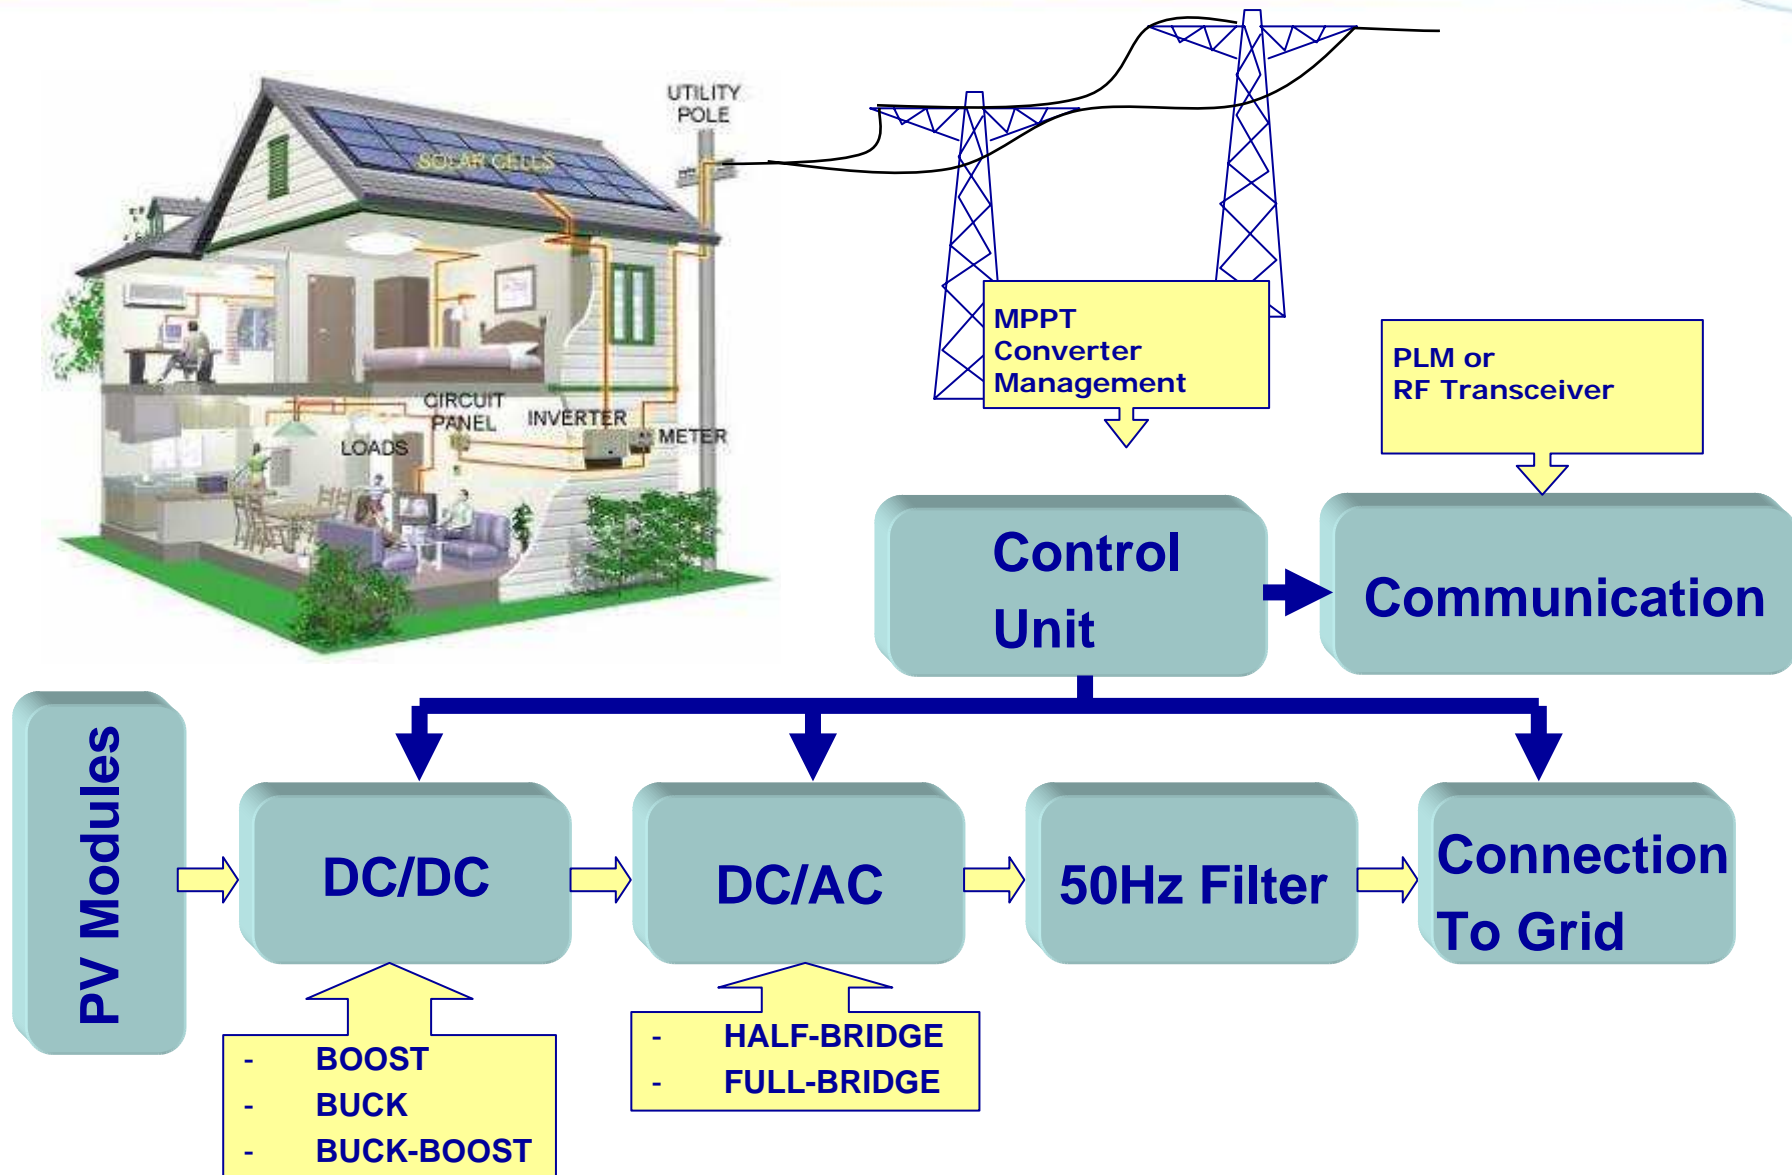 UTILITY
POLE
SOLAR CELLS
CIRCUIT
PANEL
INVERTER
METER
LOADS
MPPT
Converter
Management
PLM or
RF Transceiver
Control
Unit
Communication
PV Modules
DC/DC
DC/AC
50Hz Filter
Connection
To Grid
- BOOST
- BUCK
- BUCK-BOOST
- HALF-BRIDGE
- FULL-BRIDGE